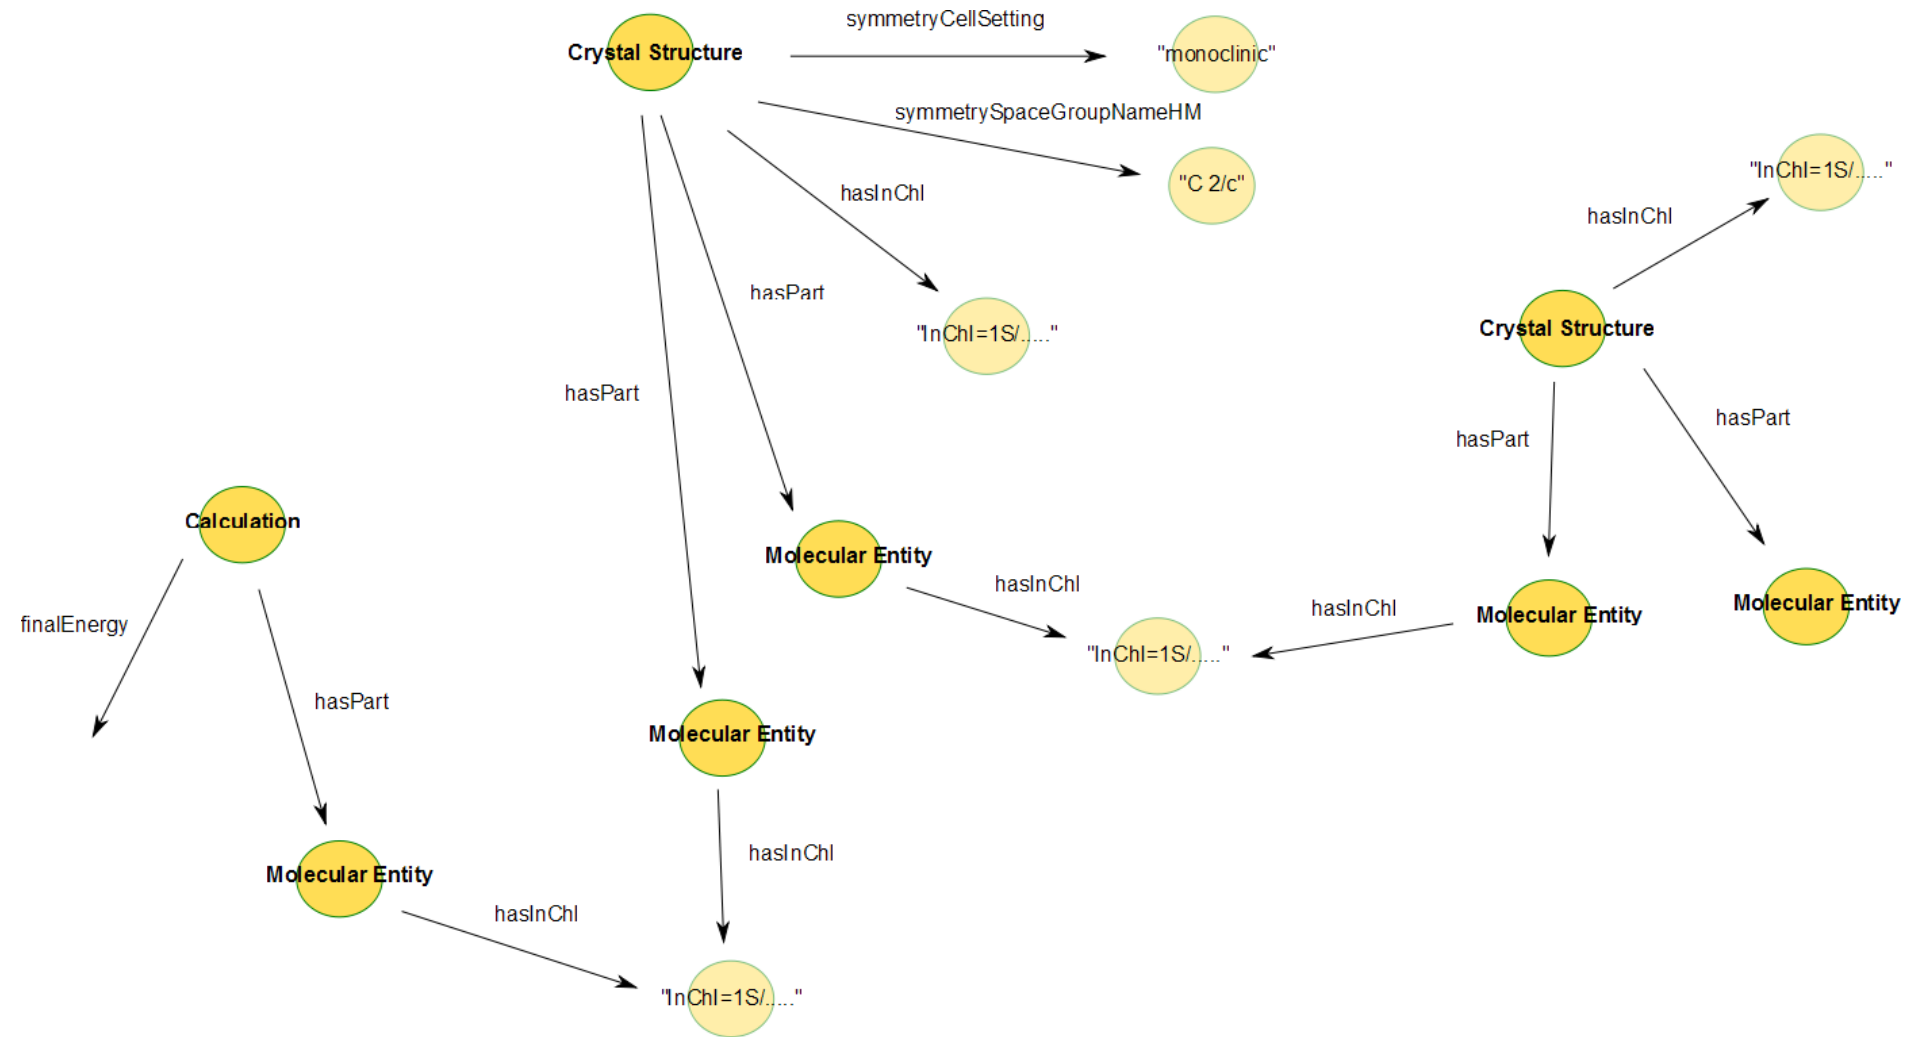 symmetryCellSetting
Crystal Structure
"monoclinic"
symmetrySpaceGroupNameHM
"InChI=1S/....."
"C 2/c"
hasInChI
hasInChI
hasPart
Crystal Structure
"InChI=1S/....."
hasPart
hasPart
hasPart
Calculation
Molecular Entity
hasInChI
Molecular Entity
hasInChI
Molecular Entity
finalEnergy
"InChI=1S/....."
hasPart
Molecular Entity
hasInChI
Molecular Entity
hasInChI
"InChI=1S/....."